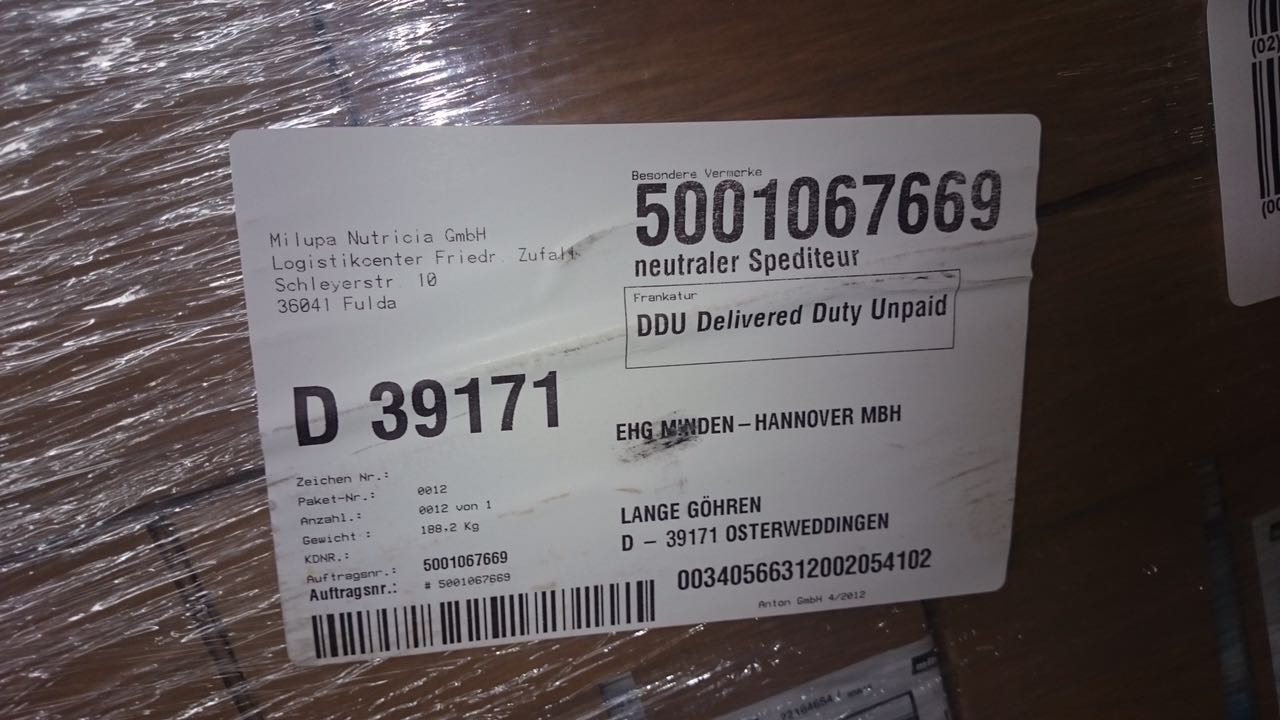 Milupa Nutricia GmbH
Logistikcenter Friedr. Zufall
Schleyerstr. 10
36041 Fulda
Besondere Vermerke
5001067669
neutraler Spediteur
Frankatur
DDU Delivered Duty Unpaid
D 39171
EHG MINDEN – HANNOVER MBH
LANGE GÖHREN
D – 39171 OSTERWEDDINGEN
Zeichen Nr.:
Paket-Nr.: 0012
Anzahl.: 0012 von 1
Gewicht : 188,2 Kg
KDNR.:
Auftragsnr.: 5001067669
Auftragsnr.: # 5001067669
00340566312002054102
Anton GmbH 4/2012
(02)
(00